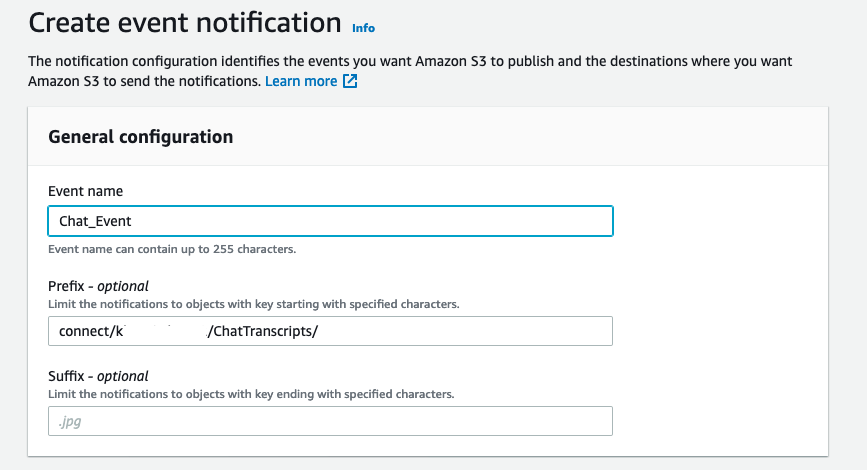 Create event notification Info
The notification configuration identifies the events you want Amazon S3 to publish and the destinations where you want
Amazon S3 to send the notifications. Learn more
General configuration
Event name
Chat_Event
Event name can contain up to 255 characters.
Prefix - optional
Limit the notifications to objects with key starting with specified characters.
connect/k /ChatTranscripts/
Suffix - optional
Limit the notifications to objects with key ending with specified characters.
.jpg